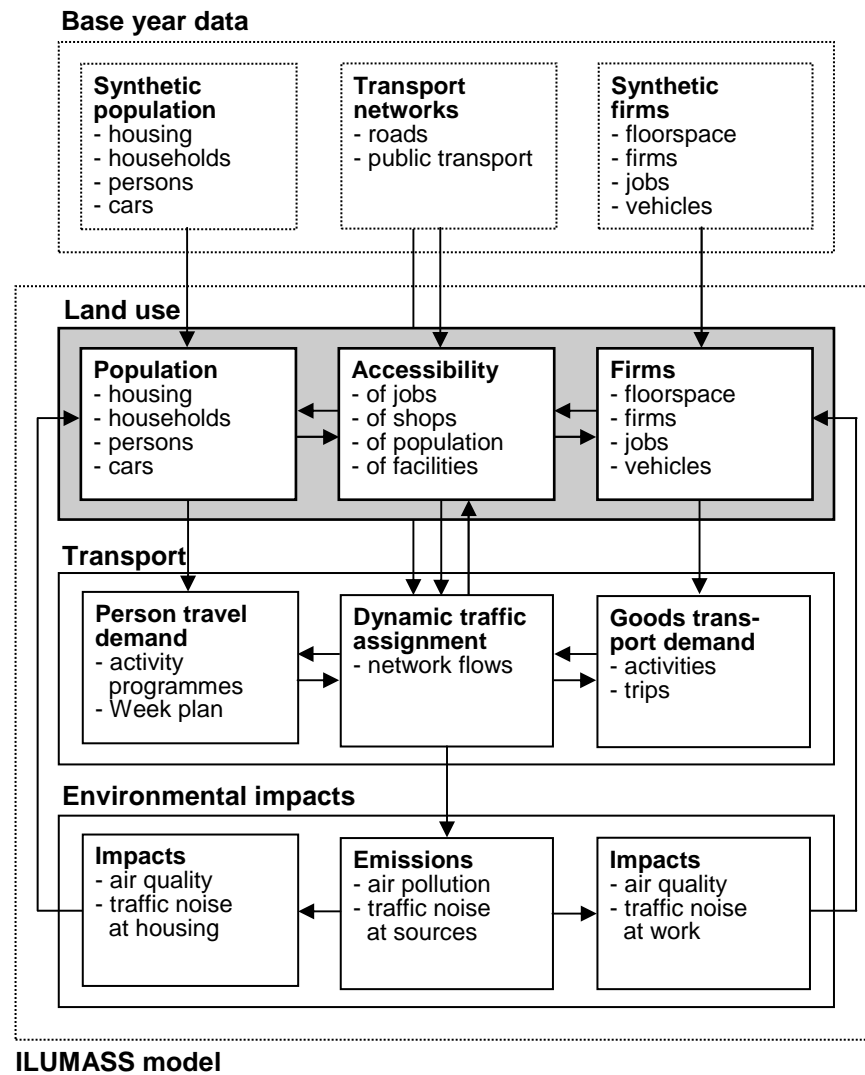 Base year data
Synthetic
population
- housing
- households
- persons
- cars
Transport
networks
- roads
- public transport
Synthetic
firms
- floorspace
- firms
- jobs
- vehicles
Land use
Population
- housing
- households
- persons
- cars
Accessibility
- of jobs
- of shops
- of population
- of facilities
Firms
- floorspace
- firms
- jobs
- vehicles
Transport
Person travel
demand
- activity
programmes
- Week plan
Dynamic traffic
assignment
- network flows
Goods trans-
port demand
- activities
- trips
Environmental impacts
Impacts
- air quality
- traffic noise
at housing
Emissions
- air pollution
- traffic noise
at sources
Impacts
- air quality
- traffic noise
at work
ILUMASS model